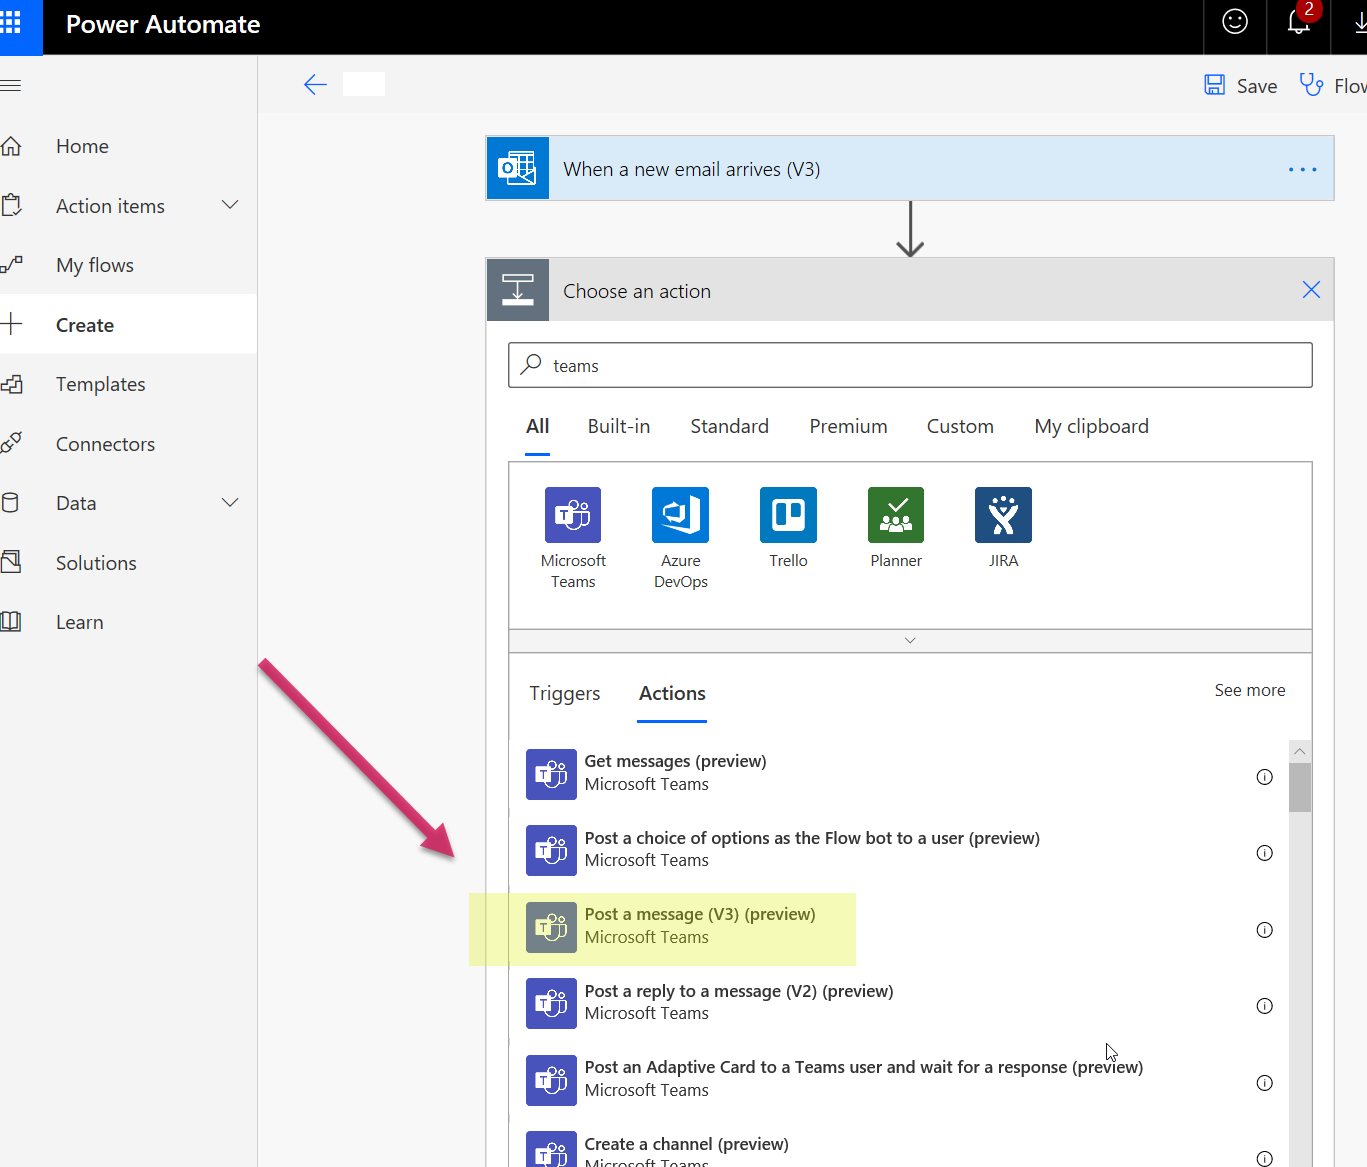 Power Automate
2
Save
Flow
Home
Action items
My flows
Create
Templates
Connectors
Data
Solutions
Learn
When a new email arrives (V3)
Choose an action
teams
All
Built-in
Standard
Premium
Custom
My clipboard
Microsoft
Teams
Azure
DevOps
Trello
Planner
JIRA
Triggers
Actions
See more
Get messages (preview)
Microsoft Teams
Post a choice of options as the Flow bot to a user (preview)
Microsoft Teams
Post a message (V3) (preview)
Microsoft Teams
Post a reply to a message (V2) (preview)
Microsoft Teams
Post an Adaptive Card to a Teams user and wait for a response (preview)
Microsoft Teams
Create a channel (preview)
Microsoft Teams